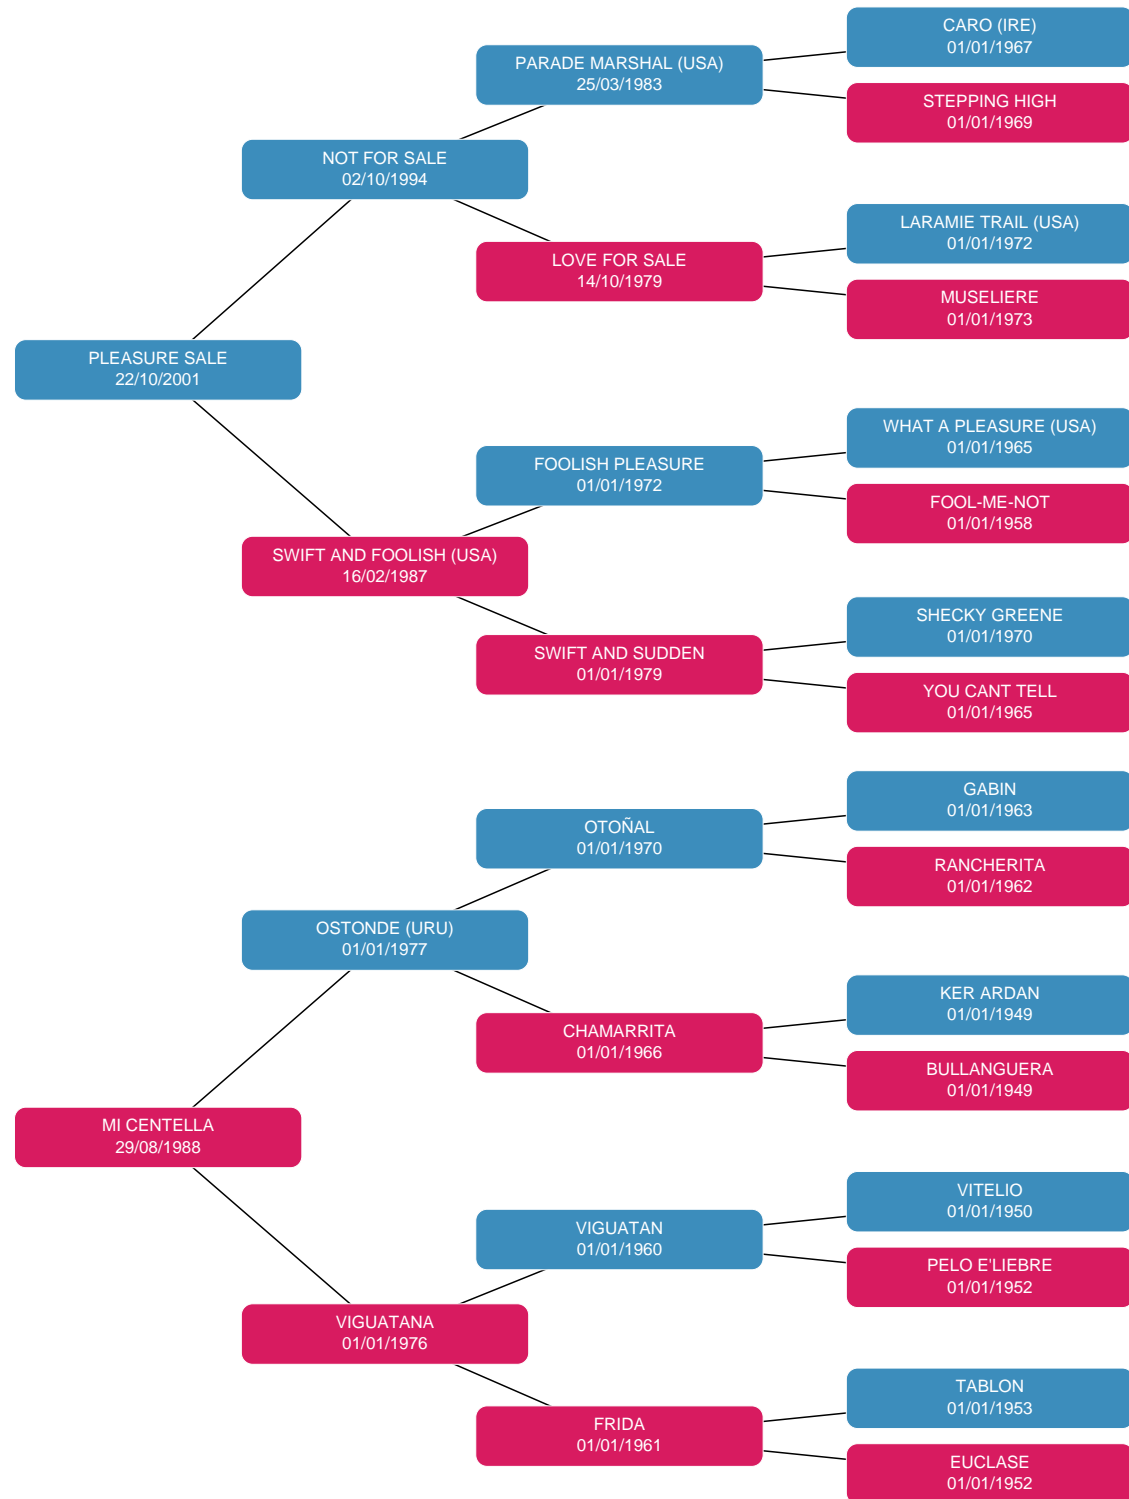 CARO (IRE)
01/01/1967
PARADE MARSHAL (USA)
25/03/1983
STEPPING HIGH
01/01/1969
NOT FOR SALE
02/10/1994
LARAMIE TRAIL (USA)
01/01/1972
LOVE FOR SALE
14/10/1979
MUSELIERE
01/01/1973
PLEASURE SALE
22/10/2001
WHAT A PLEASURE (USA)
01/01/1965
FOOLISH PLEASURE
01/01/1972
FOOL-ME-NOT
01/01/1958
SWIFT AND FOOLISH (USA)
16/02/1987
SHECKY GREENE
01/01/1970
SWIFT AND SUDDEN
01/01/1979
YOU CANT TELL
01/01/1965
GABIN
01/01/1963
OTOÑAL
01/01/1970
RANCHERITA
01/01/1962
OSTONDE (URU)
01/01/1977
KER ARDAN
01/01/1949
CHAMARRITA
01/01/1966
BULLANGUERA
01/01/1949
MI CENTELLA
29/08/1988
VITELIO
01/01/1950
VIGUATAN
01/01/1960
PELO E'LIEBRE
01/01/1952
VIGUATANA
01/01/1976
TABLON
01/01/1953
FRIDA
01/01/1961
EUCLASE
01/01/1952